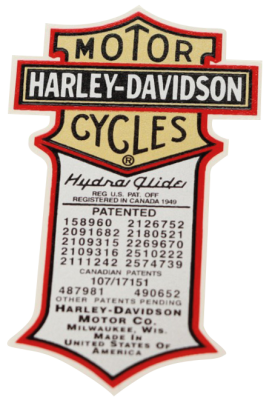 MOTOR
HARLEY-DAVIDSON
CYCLES
®
Hydra Glide
REG U.S. PAT. OFF
REGISTERED IN CANADA 1949
PATENTED
158960 2126752
2091682 2180521
2109315 2269670
2109316 2510222
2111242 2574739
CANADIAN PATENTS
107/17151
487981 490652
OTHER PATENTS PENDING
HARLEY-DAVIDSON
MOTOR CO.
MILWAUKEE, WIS.
MADE IN
UNITED STATES OF
AMERICA